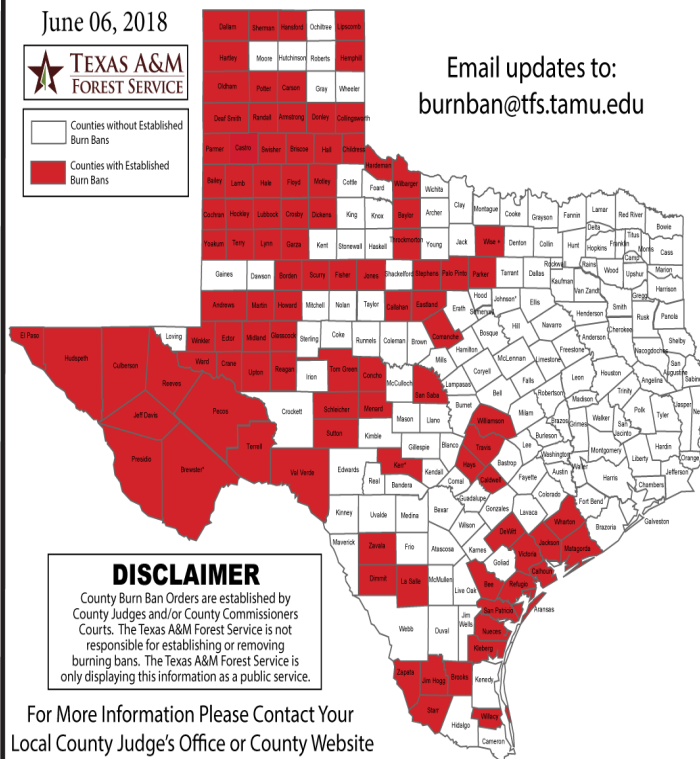 June 06, 2018
TEXAS A&M
FOREST SERVICE
Counties without Established
Burn Bans
Counties with Established
Burn Bans
Email updates to:
burnban@tfs.tamu.edu
Dallam Sherman Hansford Ochiltree Lipscomb
Hartley Moore Hutchinson Roberts Hemphill
Oldham Potter Carson Gray Wheeler
Deaf Smith Randall Armstrong Donley Collingsworth
Parmer Castro Swisher Briscoe Hall Childress
Hardeman
Bailey Lamb Hale Floyd Motley Cottle Foard Wilbarger Wichita
Cochran Hockley Lubbock Crosby Dickens King Knox Baylor Archer Clay Montague Cooke Grayson Fannin Lamar Red River Bowie
Yoakum Terry Lynn Garza Kent Stonewall Haskell Throckmorton Young Jack Wise * Denton Collin Hunt Delta Hopkins Franklin Titus Camp Morris Cass
Gaines Dawson Borden Scurry Fisher Jones Shackelford Stephens Palo Pinto Parker Tarrant Dallas Rockwall Kaufman Rains Van Zandt Wood Upshur Marion Harrison
Andrews Martin Howard Mitchell Nolan Taylor Callahan Eastland Erath Hood Somervell Johnson* Ellis Henderson Smith Gregg Rusk Panola
El Paso Hudspeth Culberson Loving Winkler Ector Midland Glasscock Sterling Coke Runnels Coleman Brown Comanche Bosque Hill Navarro Anderson Cherokee Nacogdoches Shelby
Reeves Ward Crane Upton Reagan Irion Tom Green Concho McCulloch San Saba Mills Hamilton Coryell McLennan Limestone Freestone Leon Houston Angelina San Augustine
Jeff Davis Pecos Crockett Schleicher Menard Mason Llano Lampasas Burnet Bell Falls Robertson Madison Trinity Polk Tyler Jasper
Presidio Brewster* Terrell Sutton Kimble Gillespie Blanco Williamson Travis Milam Lee Burleson Brazos Grimes Walker San Jacinto Hardin
Val Verde Edwards Real Kerr* Bandera Kendall Comal Hays Caldwell Bastrop Fayette Washington Austin Waller Montgomery Liberty Orange
Kinney Uvalde Medina Bexar Guadalupe Gonzales Lavaca Colorado Fort Bend Harris Chambers Jefferson Galveston
Maverick Zavala Frio Atascosa Wilson Karnes DeWitt Goliad Victoria Jackson Wharton Matagorda Brazoria
Dimmit La Salle McMullen Live Oak Bee Refugio Calhoun Aransas
Webb Duval Jim Wells San Patricio Nueces Kleberg
Zapata Jim Hogg Brooks Kenedy
Starr Hidalgo Willacy Cameron
DISCLAIMER
County Burn Ban Orders are established by
County Judges and/or County Commissioners
Courts. The Texas A&M Forest Service is not
responsible for establishing or removing
burning bans. The Texas A&M Forest Service is
only displaying this information as a public service.
For More Information Please Contact Your
Local County Judge's Office or County Website